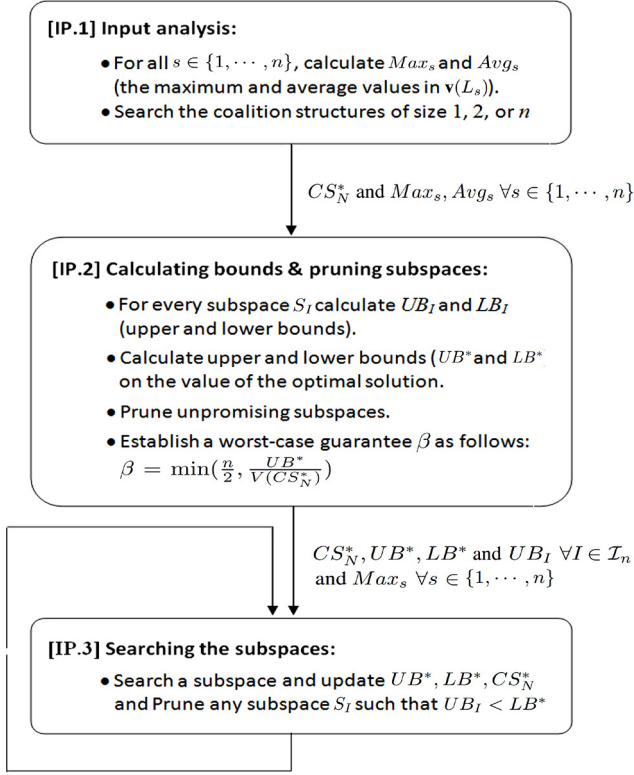 [IP.1] Input analysis:
• For all s ∈ {1, ⋯ , n}, calculate Max_s and Avg_s
(the maximum and average values in v(L_s)).
• Search the coalition structures of size 1, 2, or n
CS*_N and Max_s, Avg_s ∀s ∈ {1, ⋯ , n}
[IP.2] Calculating bounds & pruning subspaces:
• For every subspace S_I calculate UB_I and LB_I
(upper and lower bounds).
• Calculate upper and lower bounds (UB* and LB*
on the value of the optimal solution.
• Prune unpromising subspaces.
• Establish a worst-case guarantee β as follows:
β = min(n/2, UB*/V(CS*_N))
CS*_N, UB*, LB* and UB_I ∀I ∈ ℐ_n
and Max_s ∀s ∈ {1, ⋯ , n}
[IP.3] Searching the subspaces:
• Search a subspace and update UB*, LB*, CS*_N
and Prune any subspace S_I such that UB_I < LB*